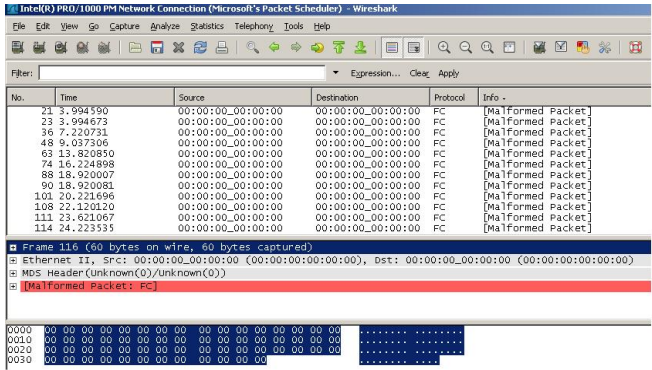 Intel(R) PRO/1000 PM Network Connection (Microsoft's Packet Scheduler) - Wireshark
File Edit View Go Capture Analyze Statistics Telephony Tools Help
Filter: Expression... Clear Apply
No. Time Source Destination Protocol Info
21 3.994590 00:00:00_00:00:00 00:00:00_00:00:00 FC [Malformed Packet]
23 3.994673 00:00:00_00:00:00 00:00:00_00:00:00 FC [Malformed Packet]
36 7.220731 00:00:00_00:00:00 00:00:00_00:00:00 FC [Malformed Packet]
48 9.037306 00:00:00_00:00:00 00:00:00_00:00:00 FC [Malformed Packet]
63 13.820850 00:00:00_00:00:00 00:00:00_00:00:00 FC [Malformed Packet]
74 16.224898 00:00:00_00:00:00 00:00:00_00:00:00 FC [Malformed Packet]
88 18.920007 00:00:00_00:00:00 00:00:00_00:00:00 FC [Malformed Packet]
90 18.920081 00:00:00_00:00:00 00:00:00_00:00:00 FC [Malformed Packet]
101 20.221696 00:00:00_00:00:00 00:00:00_00:00:00 FC [Malformed Packet]
108 22.120120 00:00:00_00:00:00 00:00:00_00:00:00 FC [Malformed Packet]
111 23.621067 00:00:00_00:00:00 00:00:00_00:00:00 FC [Malformed Packet]
114 24.223535 00:00:00_00:00:00 00:00:00_00:00:00 FC [Malformed Packet]
Frame 116 (60 bytes on wire, 60 bytes captured)
Ethernet II, Src: 00:00:00_00:00:00 (00:00:00:00:00:00), Dst: 00:00:00_00:00:00 (00:00:00:00:00:00)
MDS Header(Unknown(0)/Unknown(0))
[Malformed Packet: FC]
0000 00 00 00 00 00 00 00 00 00 00 00 00 00 00 00 00 ........ ........
0010 00 00 00 00 00 00 00 00 00 00 00 00 00 00 00 00 ........ ........
0020 00 00 00 00 00 00 00 00 00 00 00 00 00 00 00 00 ........ ........
0030 00 00 00 00 00 00 00 00 00 00 00 00 ........ ....